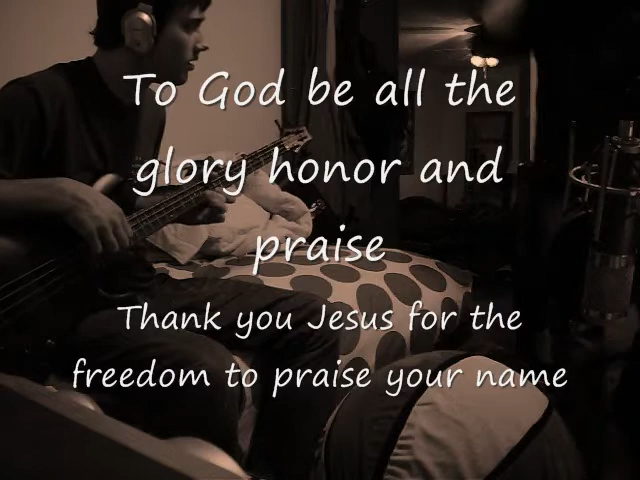 To God be all the
glory honor and
praise
Thank you Jesus for the
freedom to praise your name